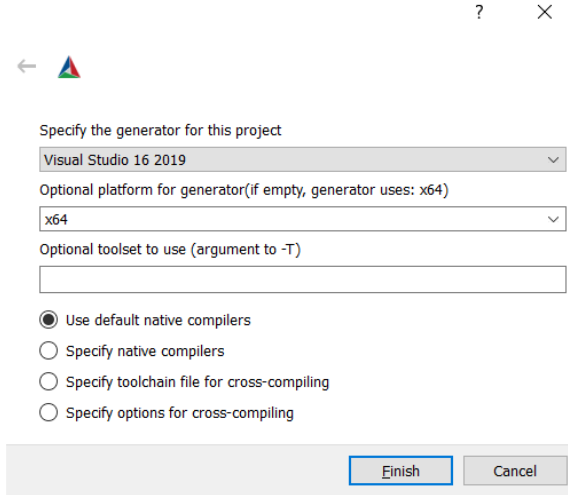 ?
Specify the generator for this project
Visual Studio 16 2019
Optional platform for generator(if empty, generator uses: x64)
x64
Optional toolset to use (argument to -T)
Use default native compilers
Specify native compilers
Specify toolchain file for cross-compiling
Specify options for cross-compiling
Finish Cancel